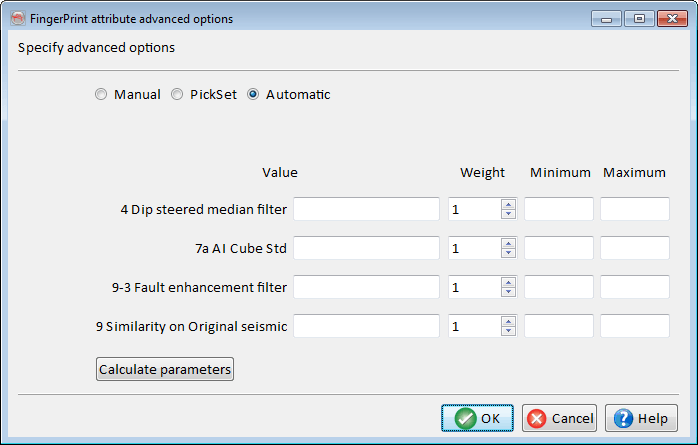 FingerPrint attribute advanced options
Specify advanced options
Manual PickSet Automatic
Value Weight Minimum Maximum
4 Dip steered median filter 1
7a AI Cube Std 1
9-3 Fault enhancement filter 1
9 Similarity on Original seismic 1
Calculate parameters
OK Cancel Help